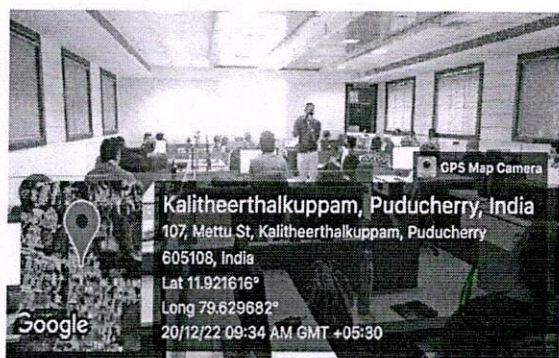 GPS Map Camera
Kalitheerthalkuppam, Puducherry, India
107, Mettu St, Kalitheerthalkuppam, Puducherry
605108, India
Lat 11.921616°
Long 79.629682°
20/12/22 09:34 AM GMT +05:30
Google